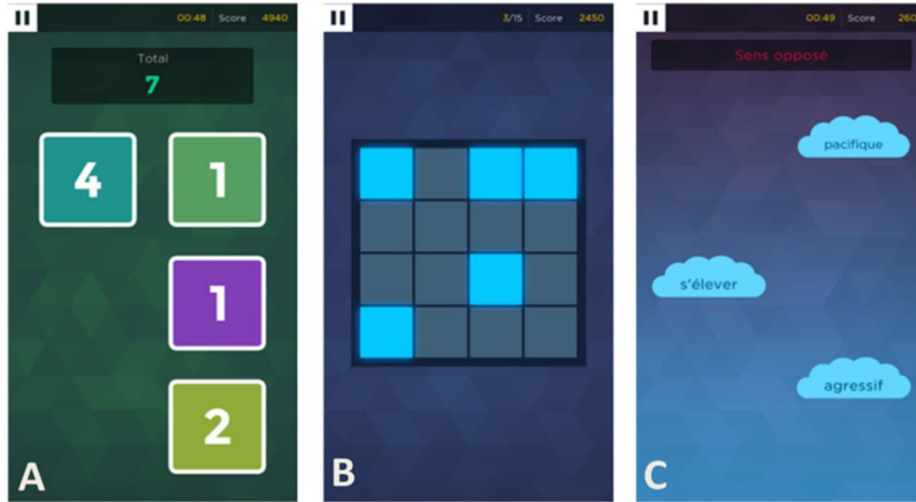 00:48 Score 4940
Total
7
4 1
1
2
A
3/15 Score 2450
B
00:49 Score 260
Sens opposé
pacifique
s'élever
agressif
C